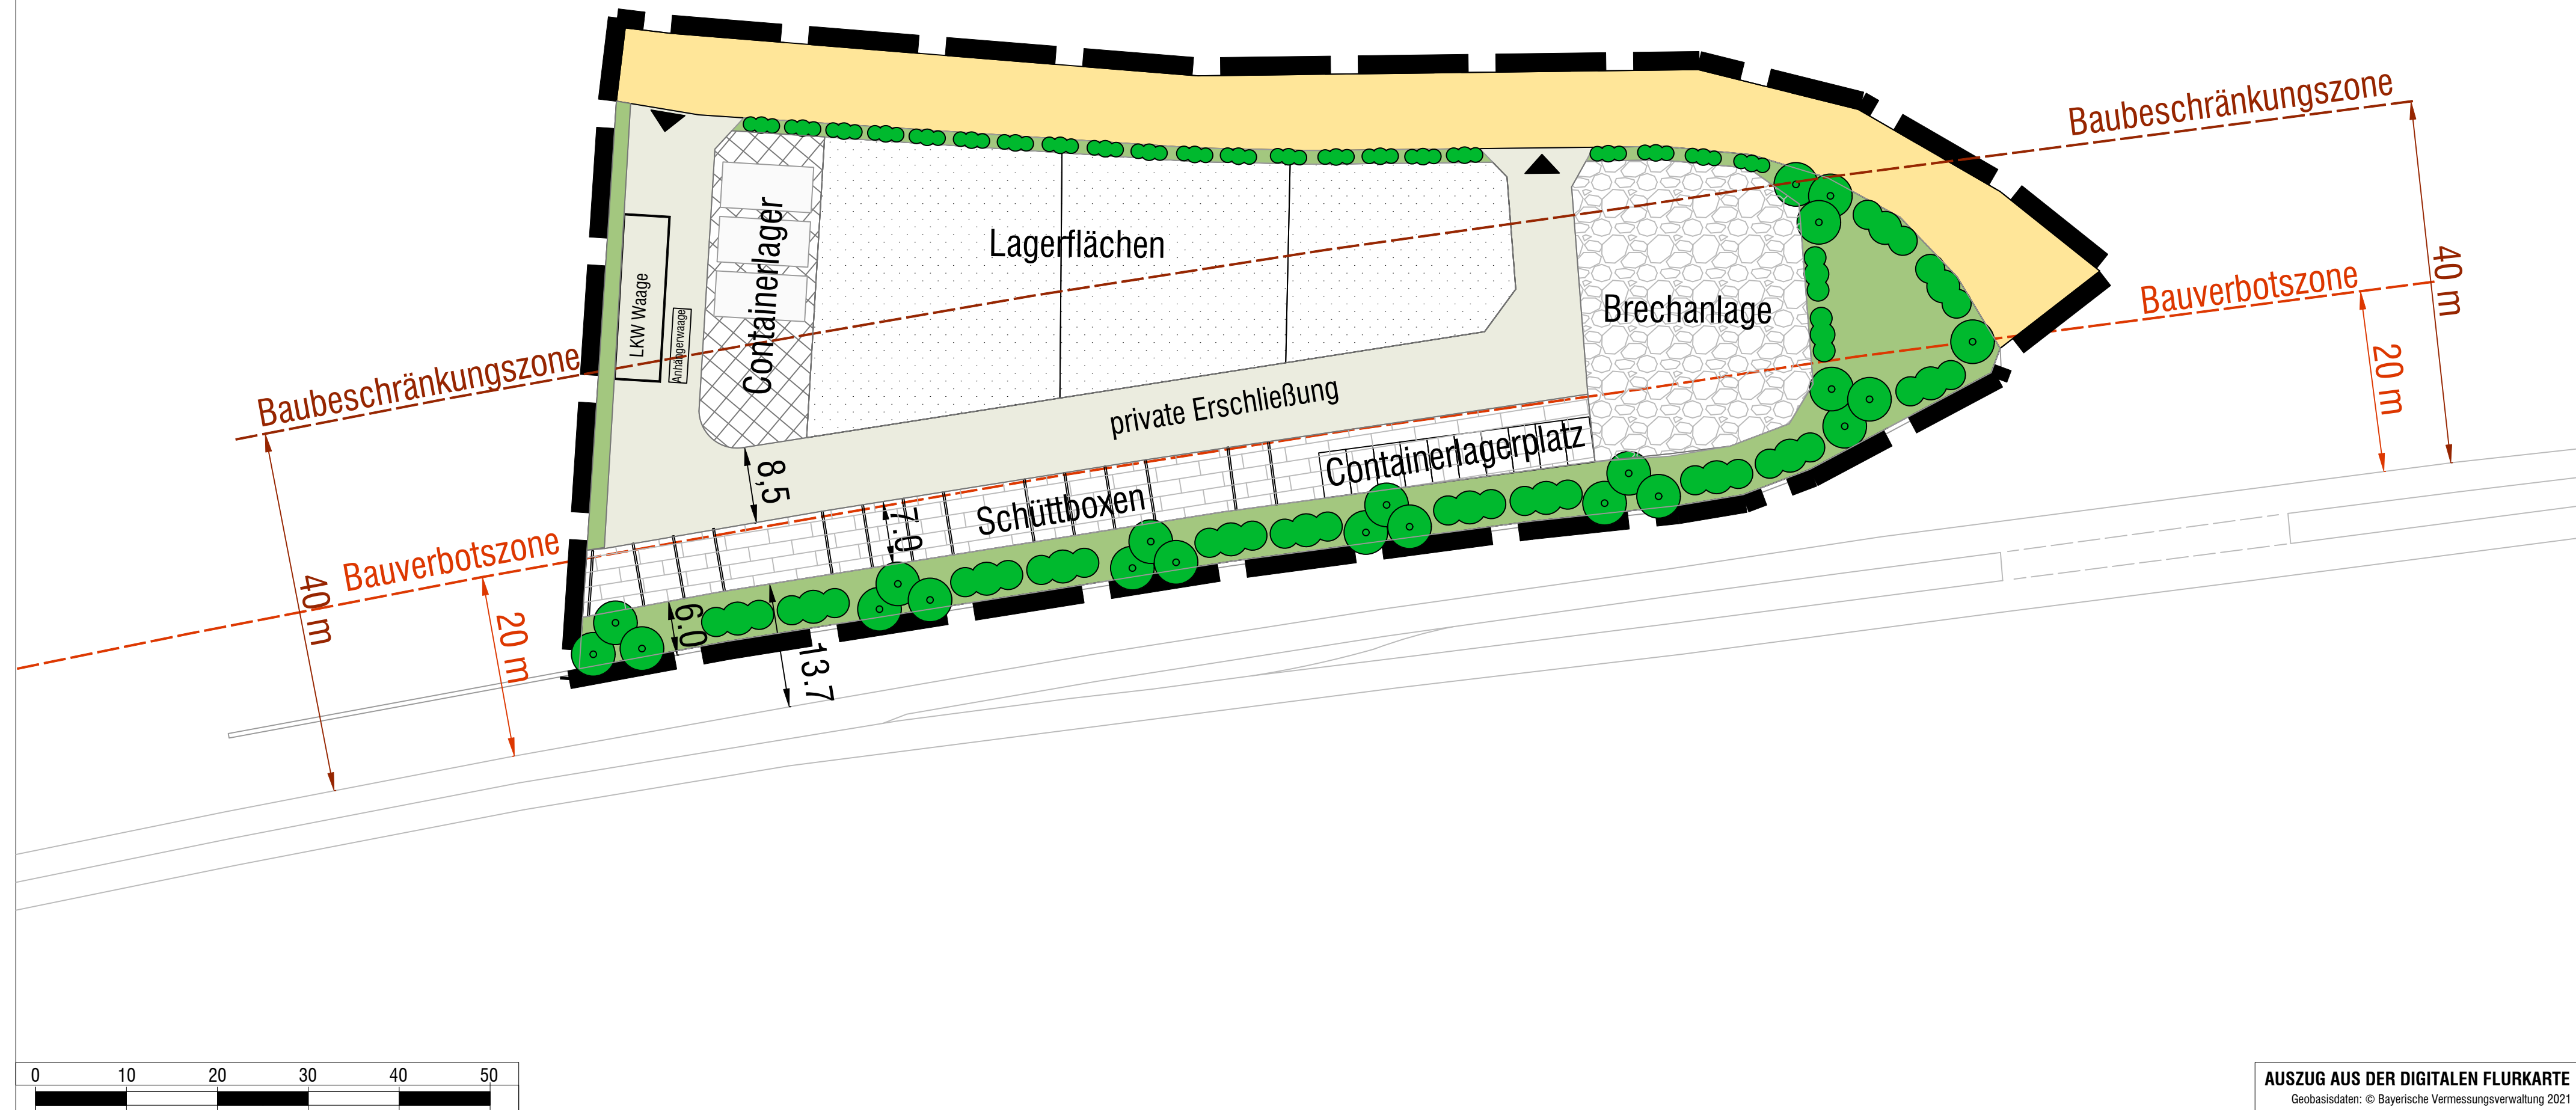 Baubeschränkungszone
Baubeschränkungszone
40 m
Bauverbotszone
20 m
Lagerflächen
Containerlager
LKW Waage
Anhängerwaage
Brechanlage
private Erschließung
Containerlagerplatz
Schüttboxen
8,5
7.0
6.0
13.7
Bauverbotszone
40 m
20 m
0 10 20 30 40 50
AUSZUG AUS DER DIGITALEN FLURKARTE
Geobasisdaten: © Bayerische Vermessungsverwaltung 2021